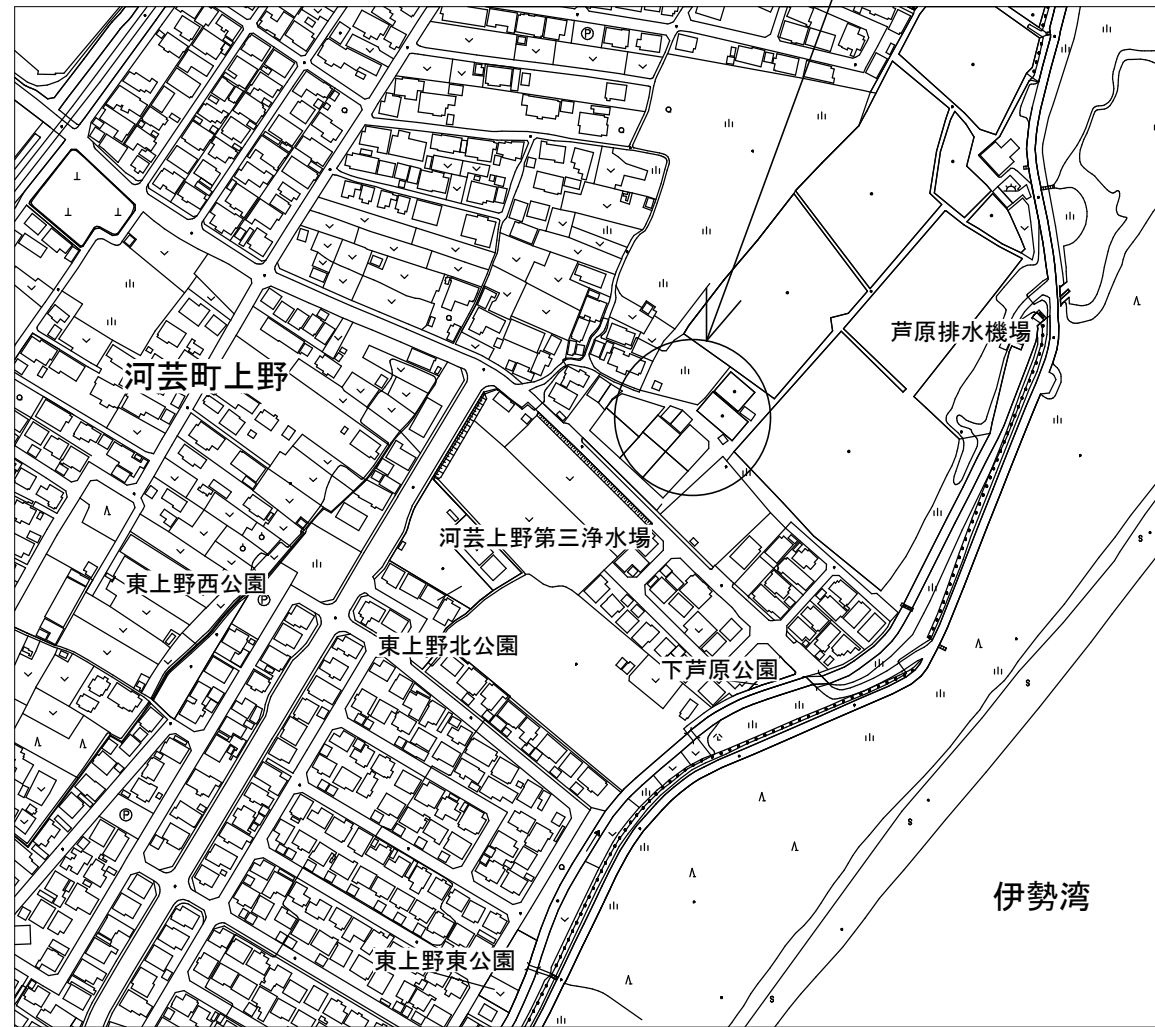 Ⓟ
芦原排水機場
河芸町上野
河芸上野第三浄水場
東上野西公園
Ⓟ
東上野北公園
下芦原公園
Ⓟ
伊勢湾
東上野東公園
s
s
s
s